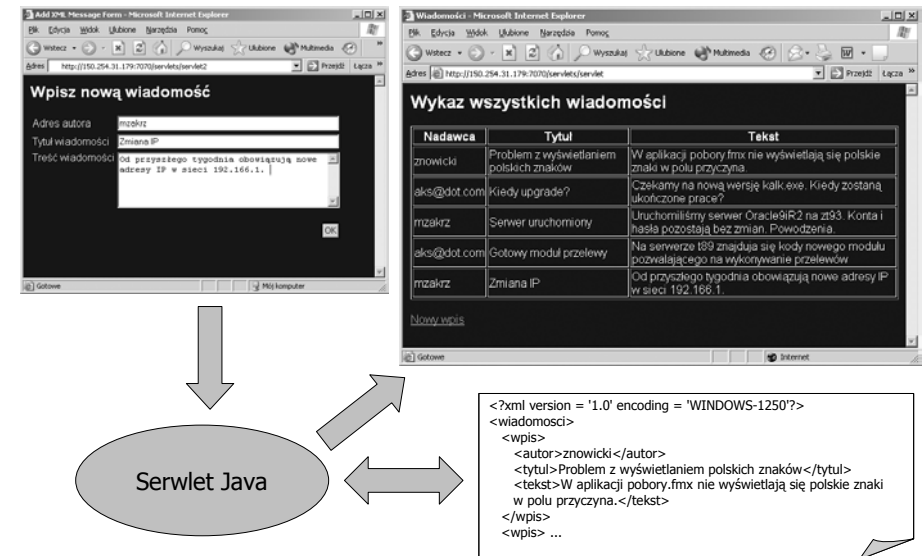 Add XML Message Form - Microsoft Internet Explorer
Plik Edycja Widok Ulubione Narzędzia Pomoc
Wstecz Wyszukaj Ulubione Multimedia »
Adres http://150.254.31.179:7070/servlets/servlet2 Przejdź Łącza »
Wpisz nową wiadomość
Adres autora mzakrz
Tytuł wiadomości Zmiana IP
Treść wiadomości Od przyszłego tygodnia obowiązują nowe
adresy IP w sieci 192.166.1.
OK
Gotowe Mój komputer
Wiadomości - Microsoft Internet Explorer
Plik Edycja Widok Ulubione Narzędzia Pomoc
Wstecz Wyszukaj Ulubione Multimedia
Adres http://150.254.31.179:7070/servlets/servlet Przejdź Łącza »
Wykaz wszystkich wiadomości
Nadawca Tytuł Tekst
znowicki Problem z wyświetlaniem polskich znaków W aplikacji pobory.fmx nie wyświetlają się polskie
znaki w polu przyczyna.
aks@dot.com Kiedy upgrade? Czekamy na nową wersję kalk.exe. Kiedy zostaną
ukończone prace?
mzakrz Serwer uruchomiony Uruchomiliśmy serwer Oracle9iR2 na zt93. Konta i
hasła pozostają bez zmian. Powodzenia.
aks@dot.com Gotowy moduł przelewy Na serwerze t89 znajduja się kody nowego modułu
pozwalającego na wykonywanie przelewów
mzakrz Zmiana IP Od przyszłego tygodnia obowiązują nowe adresy IP
w sieci 192.166.1.
Nowy wpis
Gotowe Internet
Serwlet Java
<?xml version = '1.0' encoding = 'WINDOWS-1250'?>
<wiadomosci>
<wpis>
<autor>znowicki</autor>
<tytul>Problem z wyświetlaniem polskich znaków</tytul>
<tekst>W aplikacji pobory.fmx nie wyświetlają się polskie znaki
w polu przyczyna.</tekst>
</wpis>
<wpis> ...